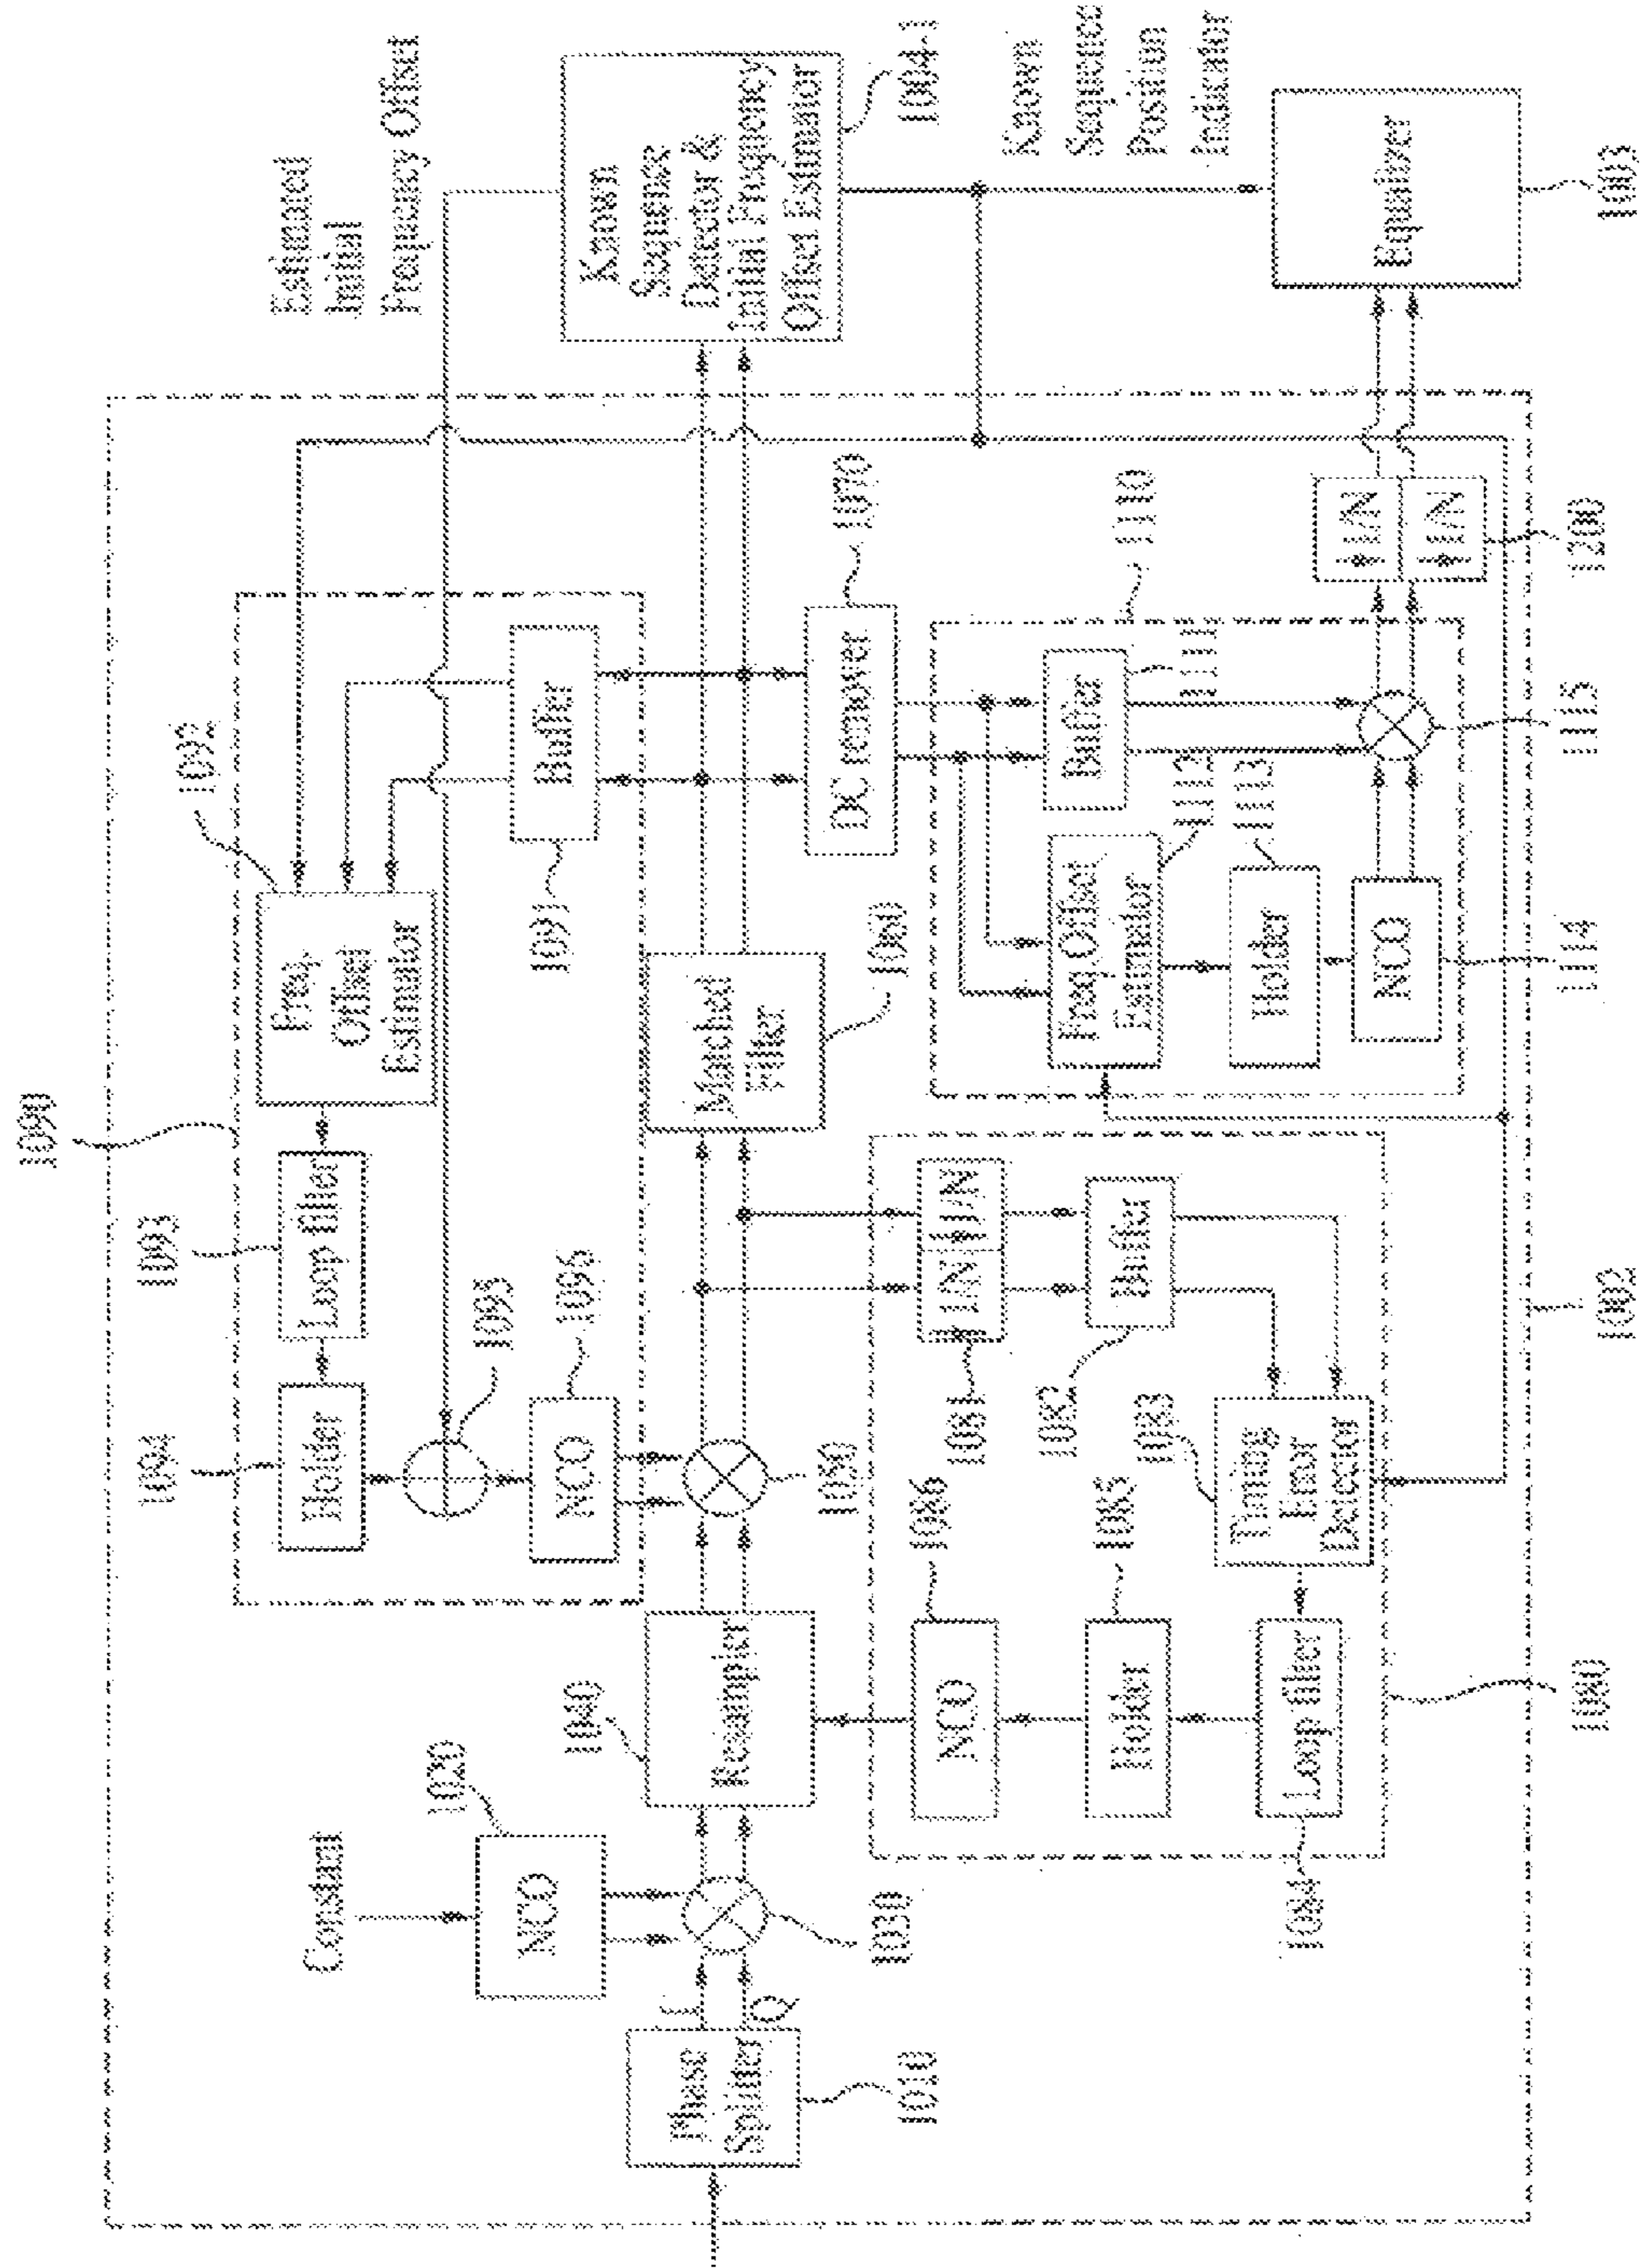 1090
1094
1093
1092
Holder
Loop filter
Freq.
Offset
Estimator
Estimated
Initial
Frequency Offset
Constant
1020
NCO
1095
1096
NCO
1091
Buffer
1040
Phase
Splitter
I
Q
Resampler
Matched
Filter
Known
Sequence
Detector &
Initial Frequency
Offset Estimator
1010
1030
1050
1060
1070
DC remover
1004-1
Known
Sequence
Position
Indicator
1086
NCO
1081
1/N
1/N
1085
Holder
1082
Buffer
1083
Timing
Error
Detector
1084
Loop filter
1080
1110
Freq.Offset
Estimator
1112
Buffer
1111
Holder
1113
NCO
1114
1115
1/N
1/N
1200
Equalizer
1003
1002